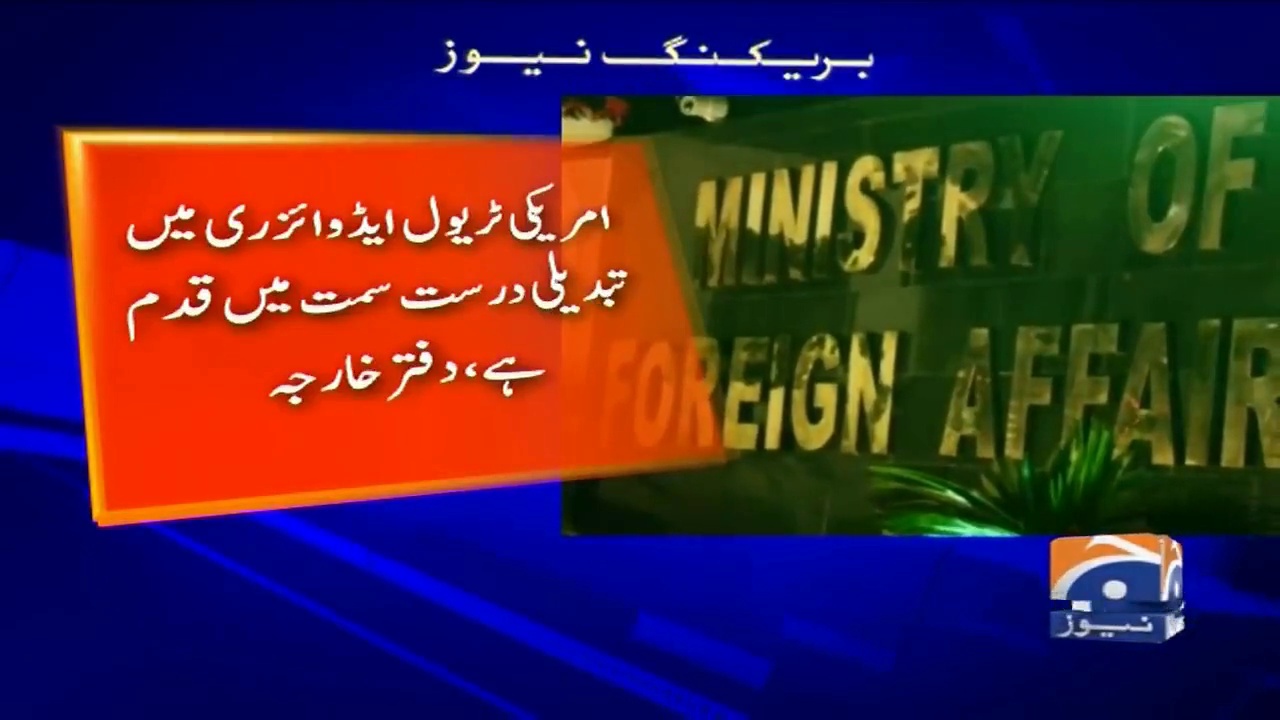 بریکنگ نیوز
امریکی ٹریول ایڈوائزری میں
تبدیلی درست سمت میں قدم
ہے، دفتر خارجہ
MINISTRY OF
FOREIGN AFFAIR
نیوز